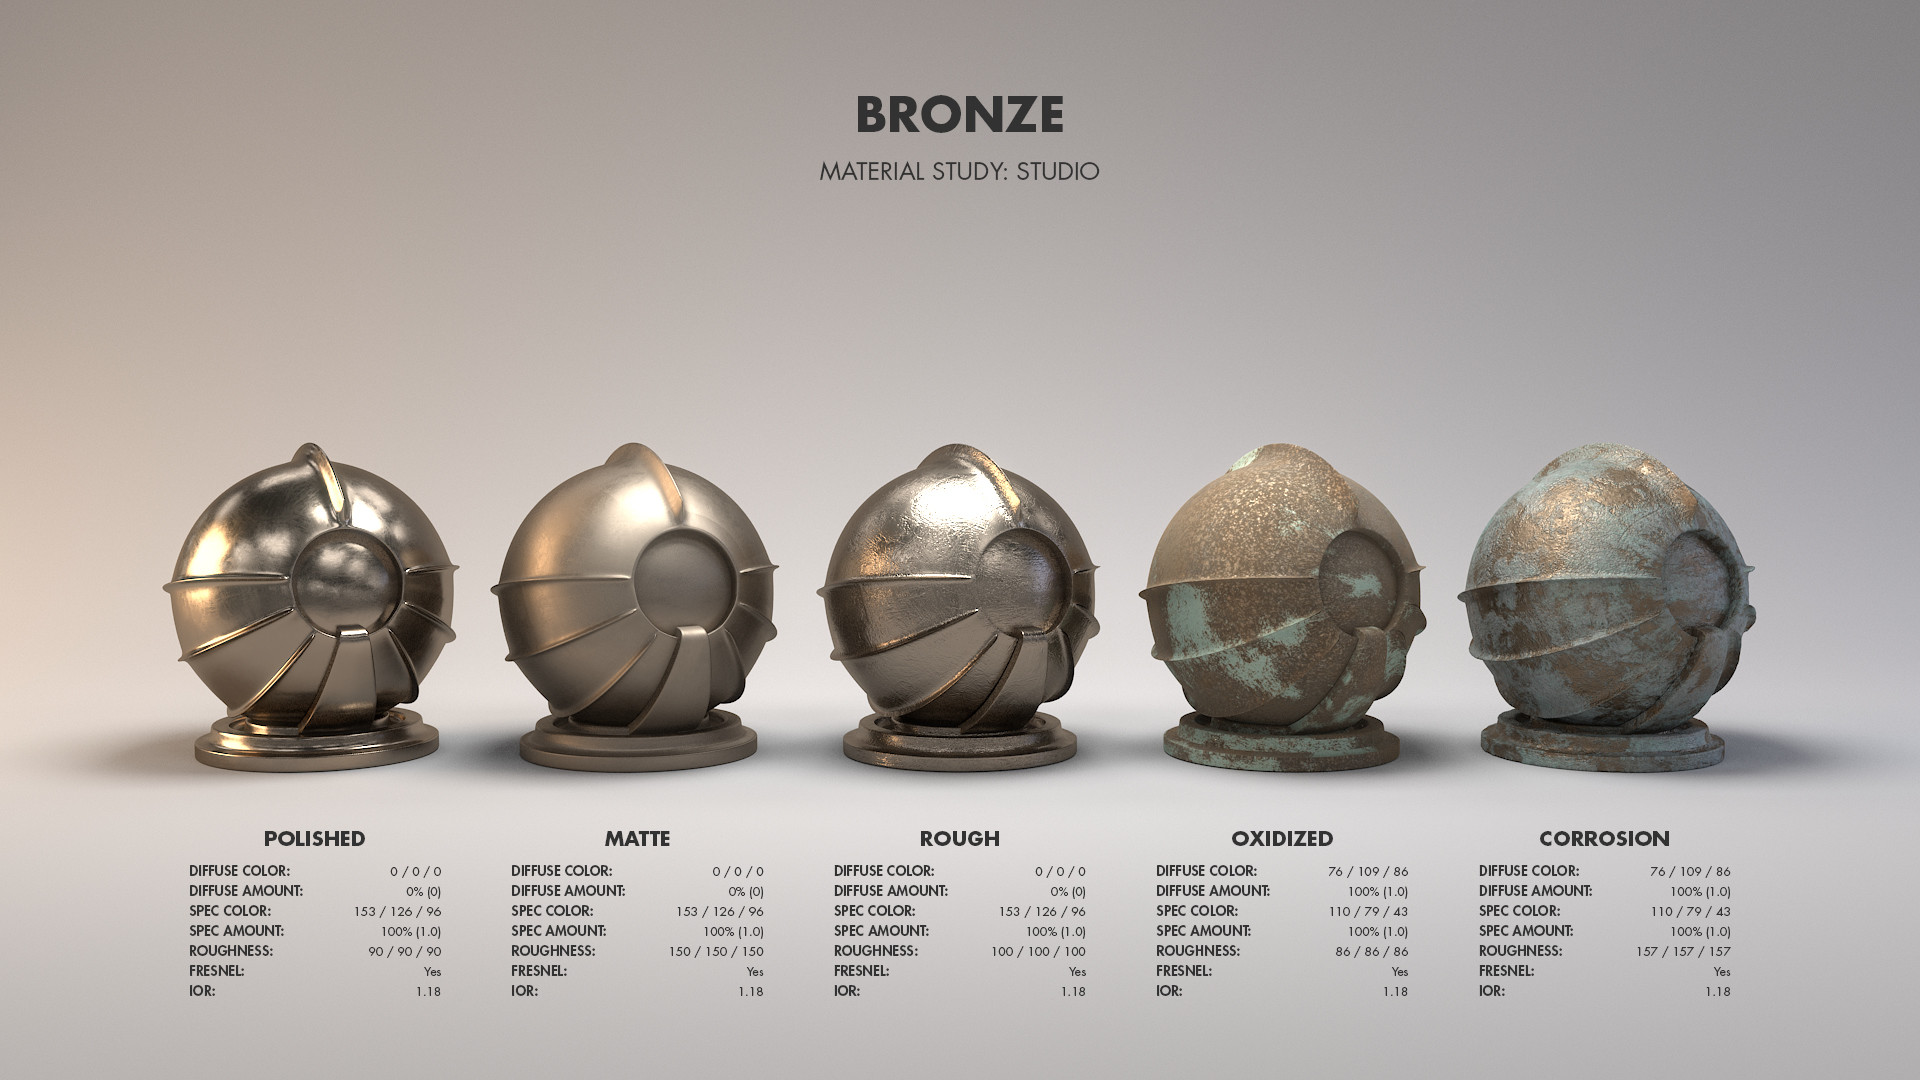 BRONZE
MATERIAL STUDY: STUDIO
POLISHED
DIFFUSE COLOR: 0 / 0 / 0
DIFFUSE AMOUNT: 0% (0)
SPEC COLOR: 153 / 126 / 96
SPEC AMOUNT: 100% (1.0)
ROUGHNESS: 90 / 90 / 90
FRESNEL: Yes
IOR: 1.18
MATTE
DIFFUSE COLOR: 0 / 0 / 0
DIFFUSE AMOUNT: 0% (0)
SPEC COLOR: 153 / 126 / 96
SPEC AMOUNT: 100% (1.0)
ROUGHNESS: 150 / 150 / 150
FRESNEL: Yes
IOR: 1.18
ROUGH
DIFFUSE COLOR: 0 / 0 / 0
DIFFUSE AMOUNT: 0% (0)
SPEC COLOR: 153 / 126 / 96
SPEC AMOUNT: 100% (1.0)
ROUGHNESS: 100 / 100 / 100
FRESNEL: Yes
IOR: 1.18
OXIDIZED
DIFFUSE COLOR: 76 / 109 / 86
DIFFUSE AMOUNT: 100% (1.0)
SPEC COLOR: 110 / 79 / 43
SPEC AMOUNT: 100% (1.0)
ROUGHNESS: 86 / 86 / 86
FRESNEL: Yes
IOR: 1.18
CORROSION
DIFFUSE COLOR: 76 / 109 / 86
DIFFUSE AMOUNT: 100% (1.0)
SPEC COLOR: 110 / 79 / 43
SPEC AMOUNT: 100% (1.0)
ROUGHNESS: 157 / 157 / 157
FRESNEL: Yes
IOR: 1.18